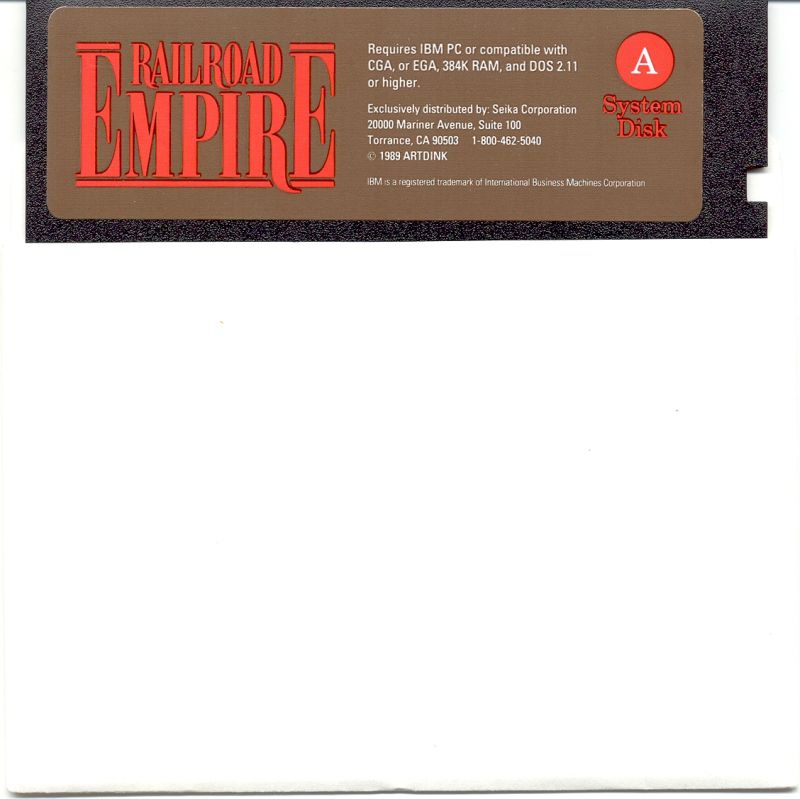 RAILROAD
EMPIRE
Requires IBM PC or compatible with
CGA, or EGA, 384K RAM, and DOS 2.11
or higher.
Exclusively distributed by: Seika Corporation
20000 Mariner Avenue, Suite 100
Torrance, CA 90503 1-800-462-5040
© 1989 ARTDINK
IBM is a registered trademark of International Business Machines Corporation
A
System
Disk